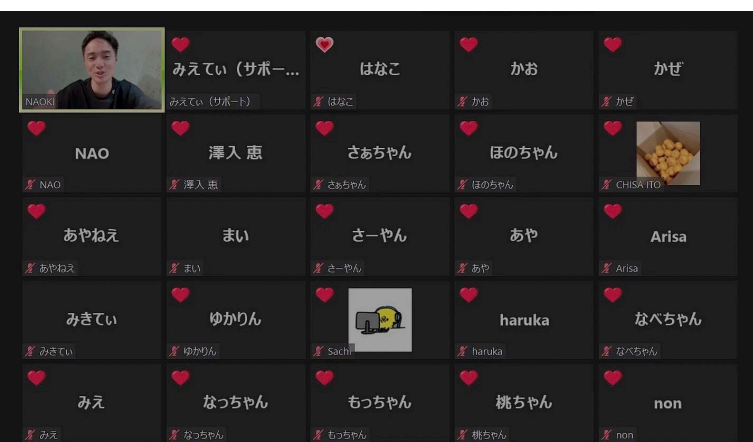 NAOKI
みえてぃ（サポー...
みえてぃ（サポート）
はなこ
はなこ
かお
かお
かぜ
かぜ
NAO
NAO
澤入 恵
澤入 恵
さぁちゃん
さぁちゃん
ほのちゃん
ほのちゃん
CHISA ITO
あやねえ
あやねえ
まい
まい
さーやん
さーやん
あや
あや
Arisa
Arisa
みきてぃ
みきてぃ
ゆかりん
ゆかりん
Sachi
haruka
haruka
なべちゃん
なべちゃん
みえ
みえ
なっちゃん
なっちゃん
もっちゃん
もっちゃん
桃ちゃん
桃ちゃん
non
non